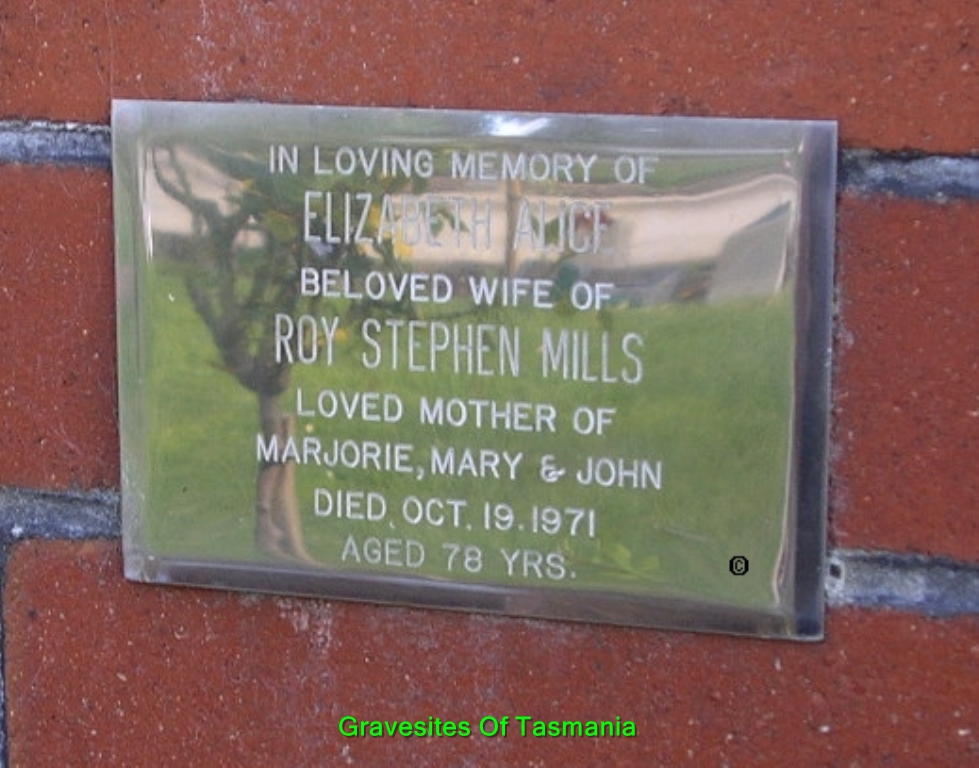 IN LOVING MEMORY OF
ELIZABETH ALICE
BELOVED WIFE OF
ROY STEPHEN MILLS
LOVED MOTHER OF
MARJORIE, MARY & JOHN
DIED. OCT. 19. 1971
AGED 78 YRS.
©
Gravesites Of Tasmania